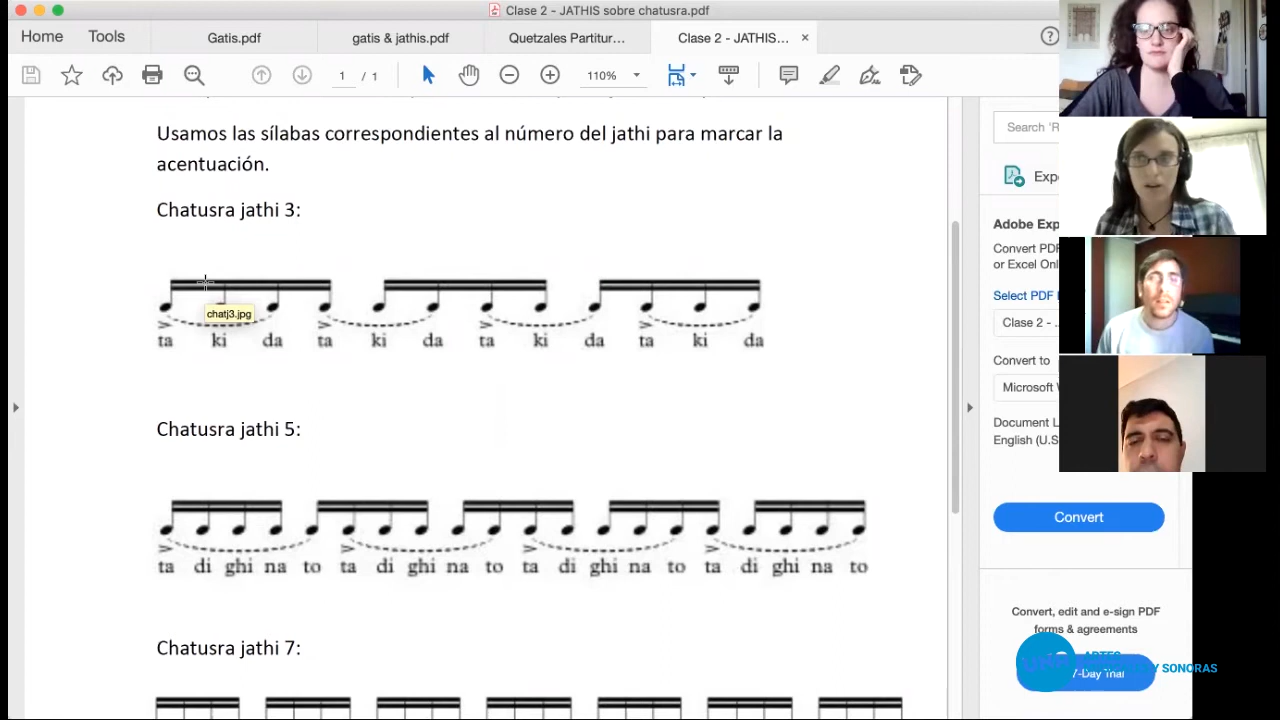 Clase 2 - JATHIS sobre chatusra.pdf
Home
Tools
Gatis.pdf
gatis & jathis.pdf
Quetzales Partitur...
Clase 2 - JATHIS...
1 / 1
110%
Usamos las sílabas correspondientes al número del jathi para marcar la
acentuación.
Chatusra jathi 3:
chatj3.jpg
ta ki da ta ki da ta ki da ta ki da
Chatusra jathi 5:
ta di ghi na to ta di ghi na to ta di ghi na to ta di ghi na to
Chatusra jathi 7:
Search 'R
Adobe Exp
Convert PDF
or Excel Onl
Select PDF
Clase 2 - ..
Convert to
Microsoft
Document L
English (U.S
Convert
Convert, edit and e-sign PDF
forms & agreements
7-Day Trial
SONORAS